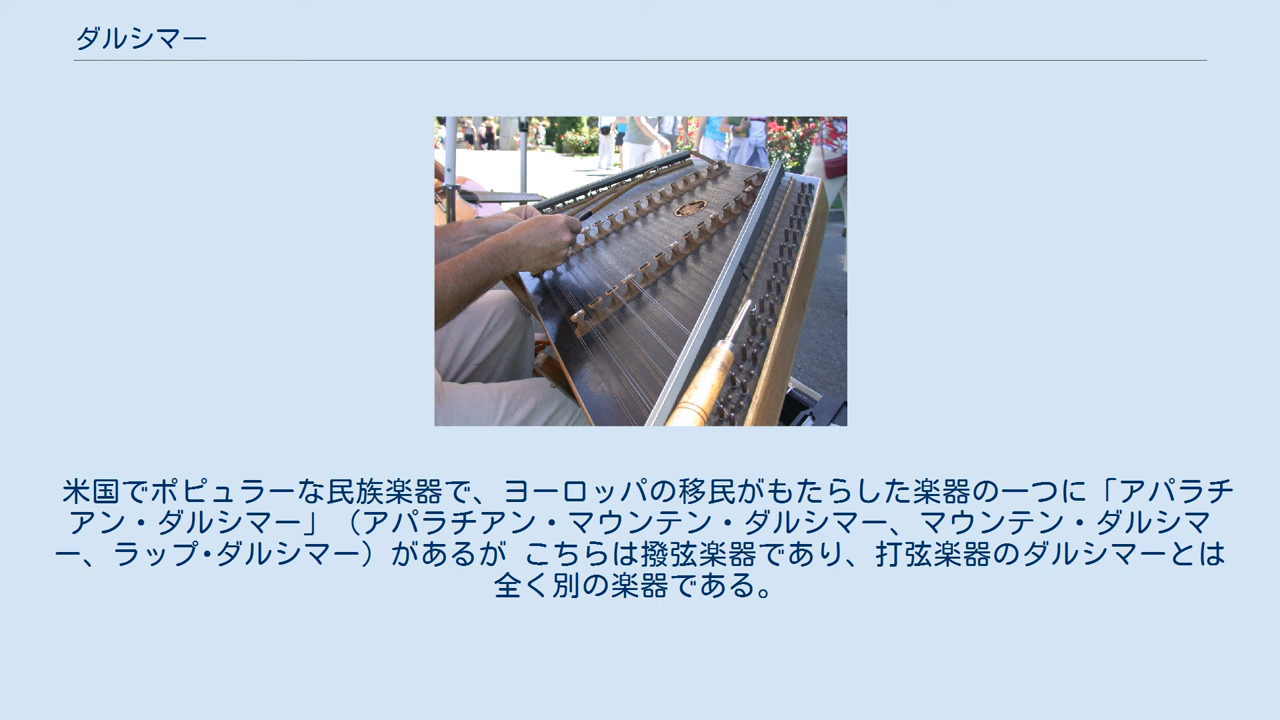 ダルシマー
米国でポピュラーな民族楽器で、ヨーロッパの移民がもたらした楽器の一つに「アパラチ
アン・ダルシマー」（アパラチアン・マウンテン・ダルシマー、マウンテン・ダルシマ
ー、ラップ･ダルシマー）があるが こちらは撥弦楽器であり、打弦楽器のダルシマーとは
全く別の楽器である。